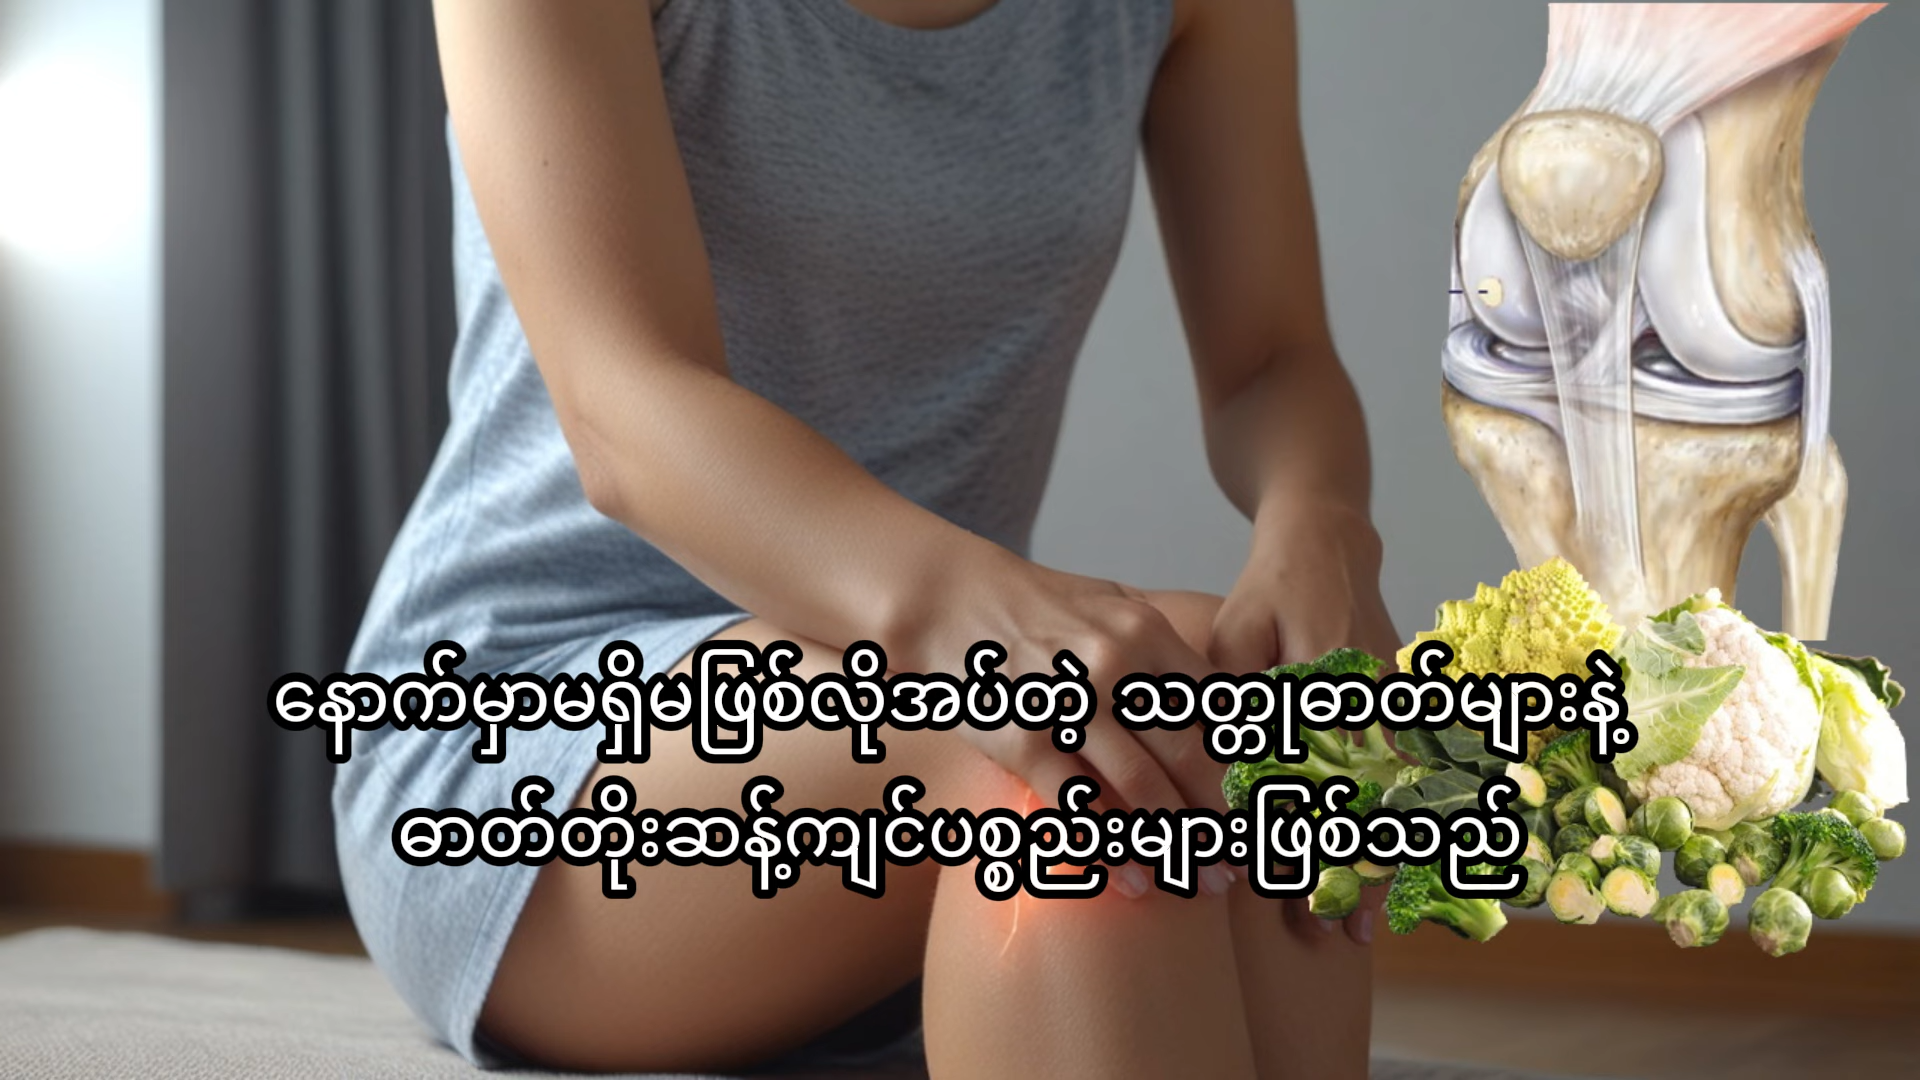 နောက်မှာမရှိမဖြစ်လိုအပ်တဲ့ သတ္တုဓာတ်များနဲ့
ဓာတ်တိုးဆန့်ကျင်ပစ္စည်းများဖြစ်သည်